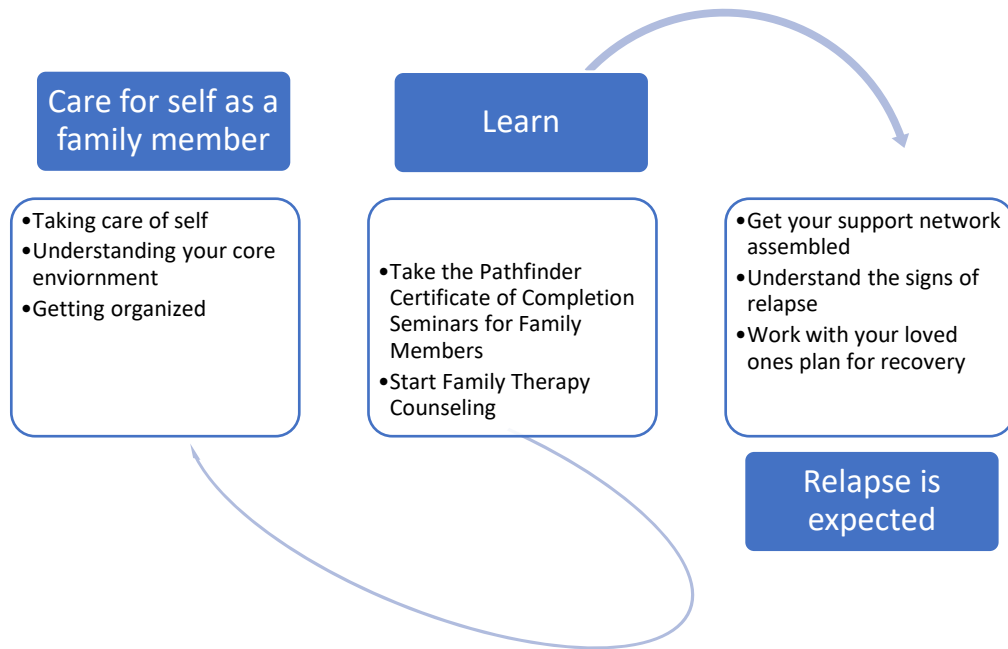 Care for self as a
family member
•Taking care of self
•Understanding your core
enviornment
•Getting organized
Learn
•Take the Pathfinder
Certificate of Completion
Seminars for Family
Members
•Start Family Therapy
Counseling
•Get your support network
assembled
•Understand the signs of
relapse
•Work with your loved
ones plan for recovery
Relapse is
expected